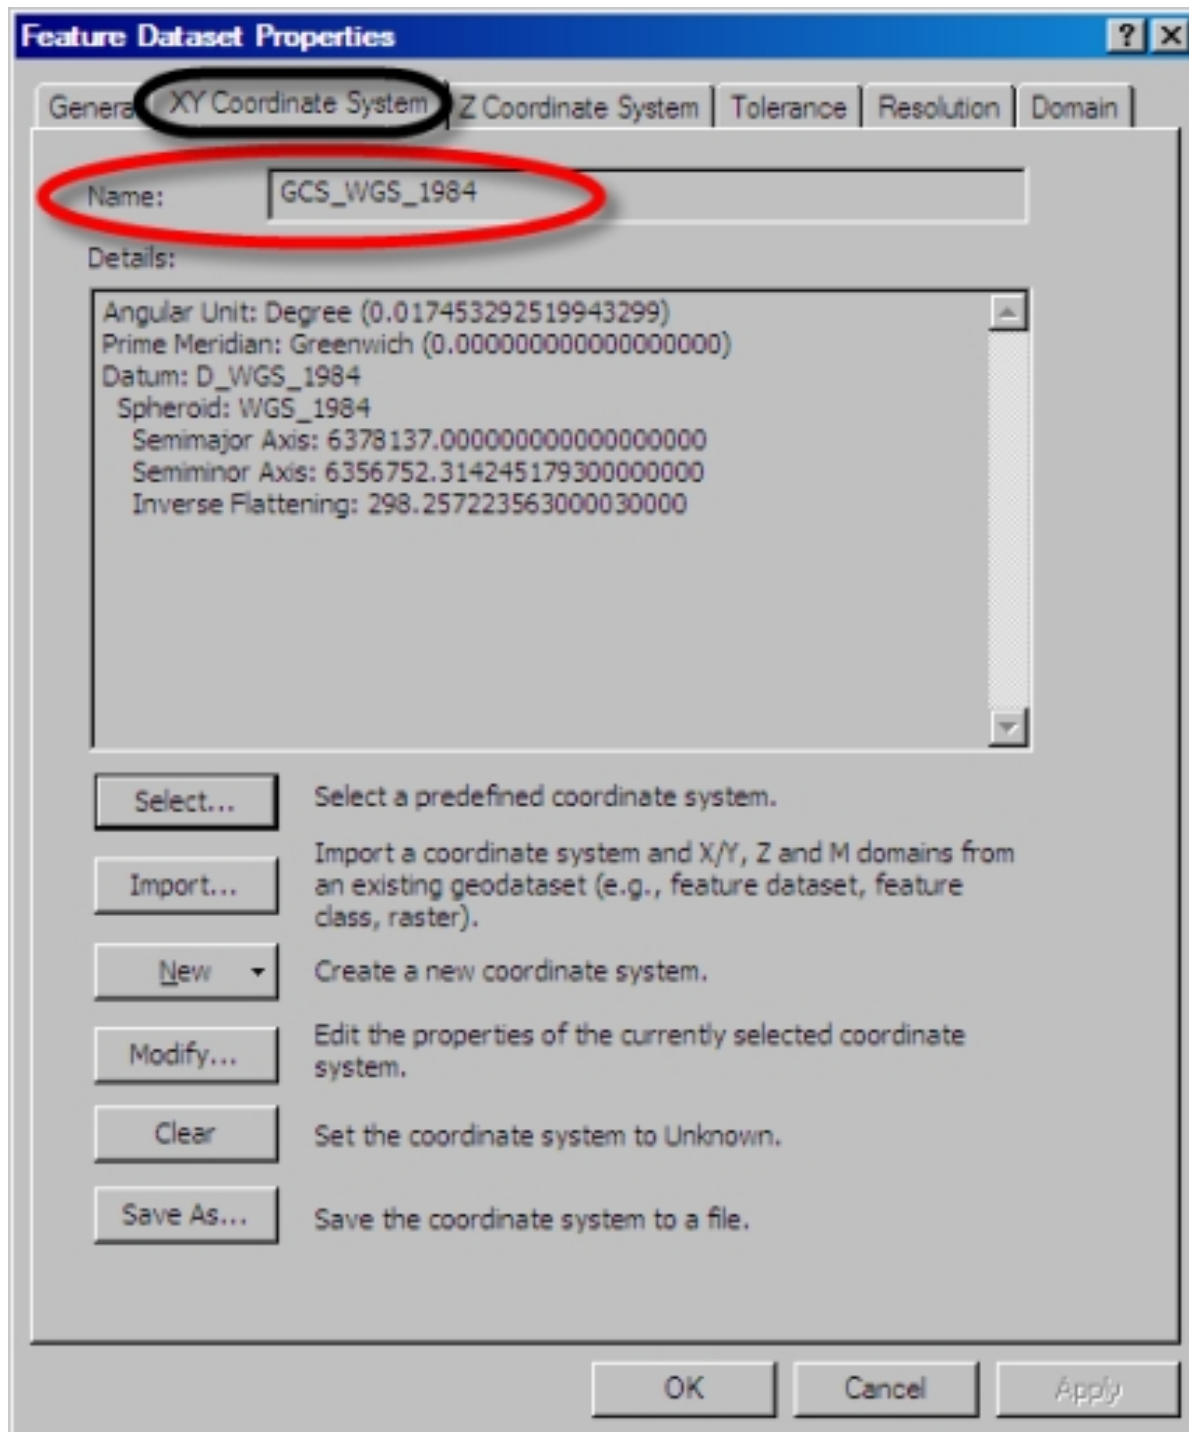 Feature Dataset Properties
General XY Coordinate System Z Coordinate System Tolerance Resolution Domain
Name: GCS_WGS_1984
Details:
Angular Unit: Degree (0.017453292519943299)
Prime Meridian: Greenwich (0.000000000000000000)
Datum: D_WGS_1984
Spheroid: WGS_1984
Semimajor Axis: 6378137.000000000000000000
Semiminor Axis: 6356752.314245179300000000
Inverse Flattening: 298.257223563000030000
Select... Select a predefined coordinate system.
Import... Import a coordinate system and X/Y, Z and M domains from
an existing geodataset (e.g., feature dataset, feature
class, raster).
New Create a new coordinate system.
Modify... Edit the properties of the currently selected coordinate
system.
Clear Set the coordinate system to Unknown.
Save As... Save the coordinate system to a file.
OK Cancel Apply